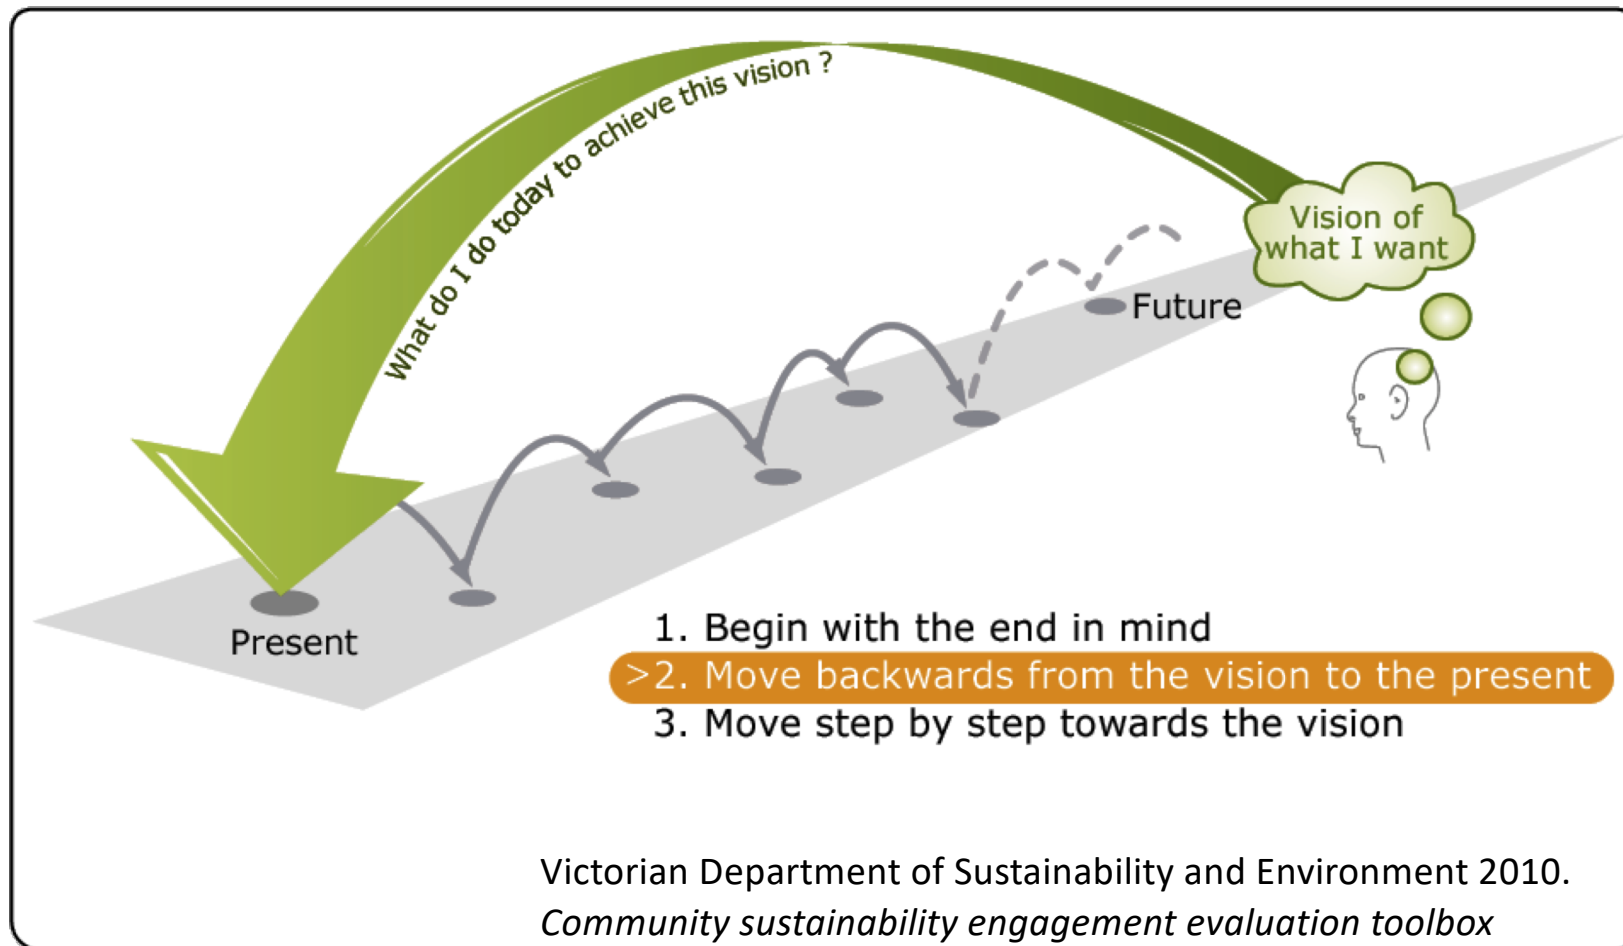 What do I do today to achieve this vision ?
Vision of
what I want
Future
Present
1. Begin with the end in mind
>2. Move backwards from the vision to the present
3. Move step by step towards the vision
Victorian Department of Sustainability and Environment 2010.
Community sustainability engagement evaluation toolbox